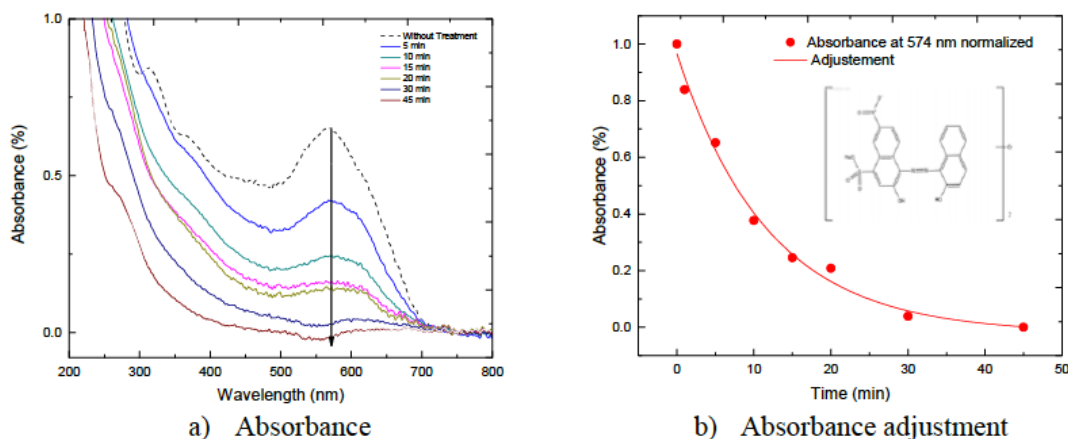 Without Treatment
5 min
10 min
15 min
20 min
30 min
45 min
1.0
0.5
0.0
Absorbance (%)
200 300 400 500 600 700 800
Wavelength (nm)
a) Absorbance
Absorbance at 574 nm normalized
Adjustement
1.0
0.8
0.6
0.4
0.2
0.0
Absorbance (%)
0 10 20 30 40 50
Time (min)
b) Absorbance adjustment